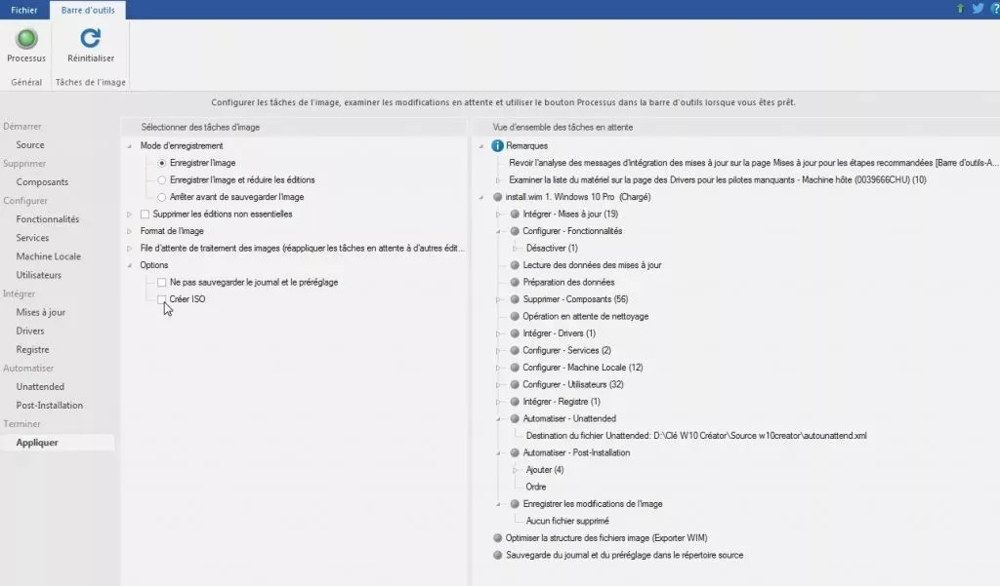 Fichier
Barre d'outils
Processus
Réinitialiser
Général
Tâches de l'image
Configurer les tâches de l'image, examiner les modifications en attente et utiliser le bouton Processus dans la barre d'outils lorsque vous êtes prêt.
Démarrer
Source
Supprimer
Composants
Configurer
Fonctionnalités
Services
Machine Locale
Utilisateurs
Intégrer
Mises à jour
Drivers
Registre
Automatiser
Unattended
Post-Installation
Terminer
Appliquer
Sélectionner des tâches d'image
Mode d'enregistrement
Enregistrer l'image
Enregistrer l'image et réduire les éditions
Arrêter avant de sauvegarder l'image
Supprimer les éditions non essentielles
Format de l'image
File d'attente de traitement des images (réappliquer les tâches en attente à d'autres édit...
Options
Ne pas sauvegarder le journal et le préréglage
Créer ISO
Vue d'ensemble des tâches en attente
Remarques
Revoir l'analyse des messages d'intégration des mises à jour sur la page Mises à jour pour les étapes recommandées [Barre d'outils-A...
Examiner la liste du matériel sur la page des Drivers pour les pilotes manquants - Machine hôte (0039666CHU) (10)
install.wim 1. Windows 10 Pro (Chargé)
Intégrer - Mises à jour (19)
Configurer - Fonctionnalités
Désactiver (1)
Lecture des données des mises à jour
Préparation des données
Supprimer - Composants (56)
Opération en attente de nettoyage
Intégrer - Drivers (1)
Configurer - Services (2)
Configurer - Machine Locale (12)
Configurer - Utilisateurs (32)
Intégrer - Registre (1)
Automatiser - Unattended
Destination du fichier Unattended: D:\Clé W10 Créator\Source w10creator\autounattend.xml
Automatiser - Post-Installation
Ajouter (4)
Ordre
Enregistrer les modifications de l'image
Aucun fichier supprimé
Optimiser la structure des fichiers image (Exporter WIM)
Sauvegarde du journal et du préréglage dans le répertoire source